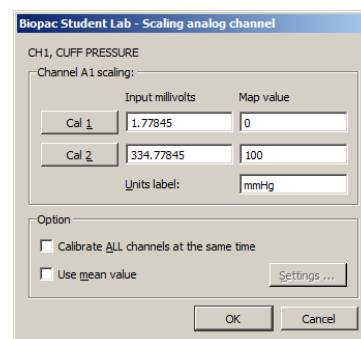 Biopac Student Lab - Scaling analog channel
CH1, CUFF PRESSURE
Channel A1 scaling:
Input millivolts Map value
Cal 1 1.77845 0
Cal 2 334.77845 100
Units label: mmHg
Option
Calibrate ALL channels at the same time
Use mean value Settings ...
OK Cancel